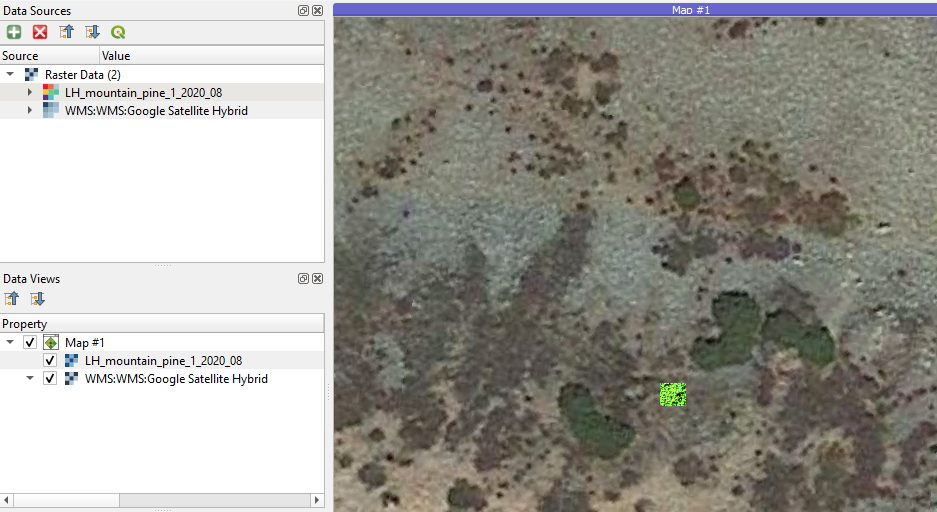 Data Sources
Map #1
Source Value
Raster Data (2)
LH_mountain_pine_1_2020_08
WMS:WMS:Google Satellite Hybrid
Data Views
Property
Map #1
LH_mountain_pine_1_2020_08
WMS:WMS:Google Satellite Hybrid